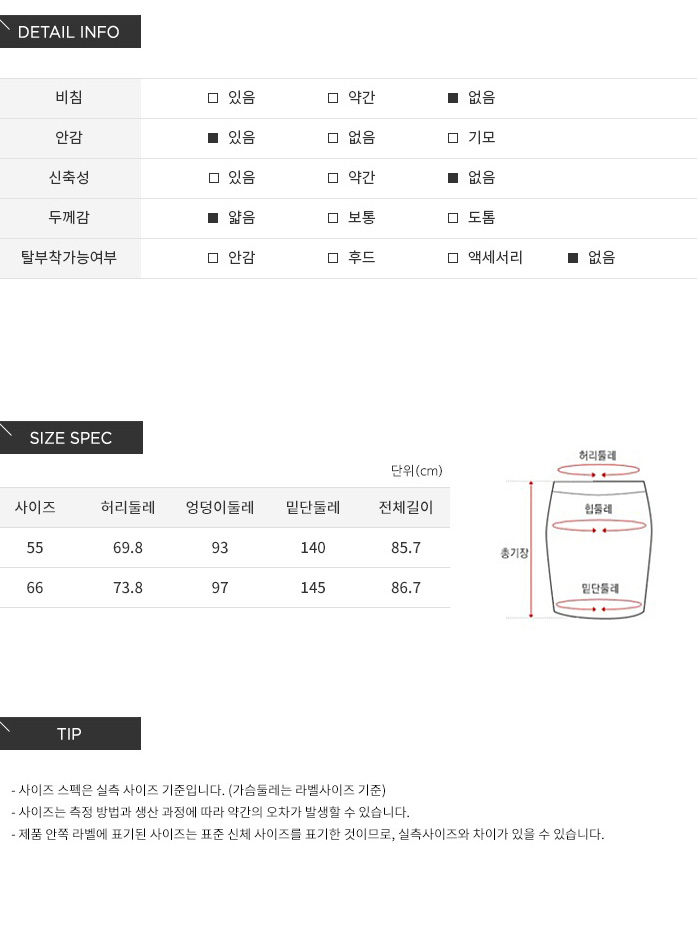 DETAIL INFO
비침 □ 있음 □ 약간 ■ 없음
안감 ■ 있음 □ 없음 □ 기모
신축성 □ 있음 □ 약간 ■ 없음
두께감 ■ 얇음 □ 보통 □ 도톰
탈부착가능여부 □ 안감 □ 후드 □ 액세서리 ■ 없음
SIZE SPEC
단위(cm)
사이즈 허리둘레 엉덩이둘레 밑단둘레 전체길이
55 69.8 93 140 85.7
66 73.8 97 145 86.7
허리둘레
힙둘레
총기장
밑단둘레
TIP
- 사이즈 스펙은 실측 사이즈 기준입니다. (가슴둘레는 라벨사이즈 기준)
- 사이즈는 측정 방법과 생산 과정에 따라 약간의 오차가 발생할 수 있습니다.
- 제품 안쪽 라벨에 표기된 사이즈는 표준 신체 사이즈를 표기한 것이므로, 실측사이즈와 차이가 있을 수 있습니다.